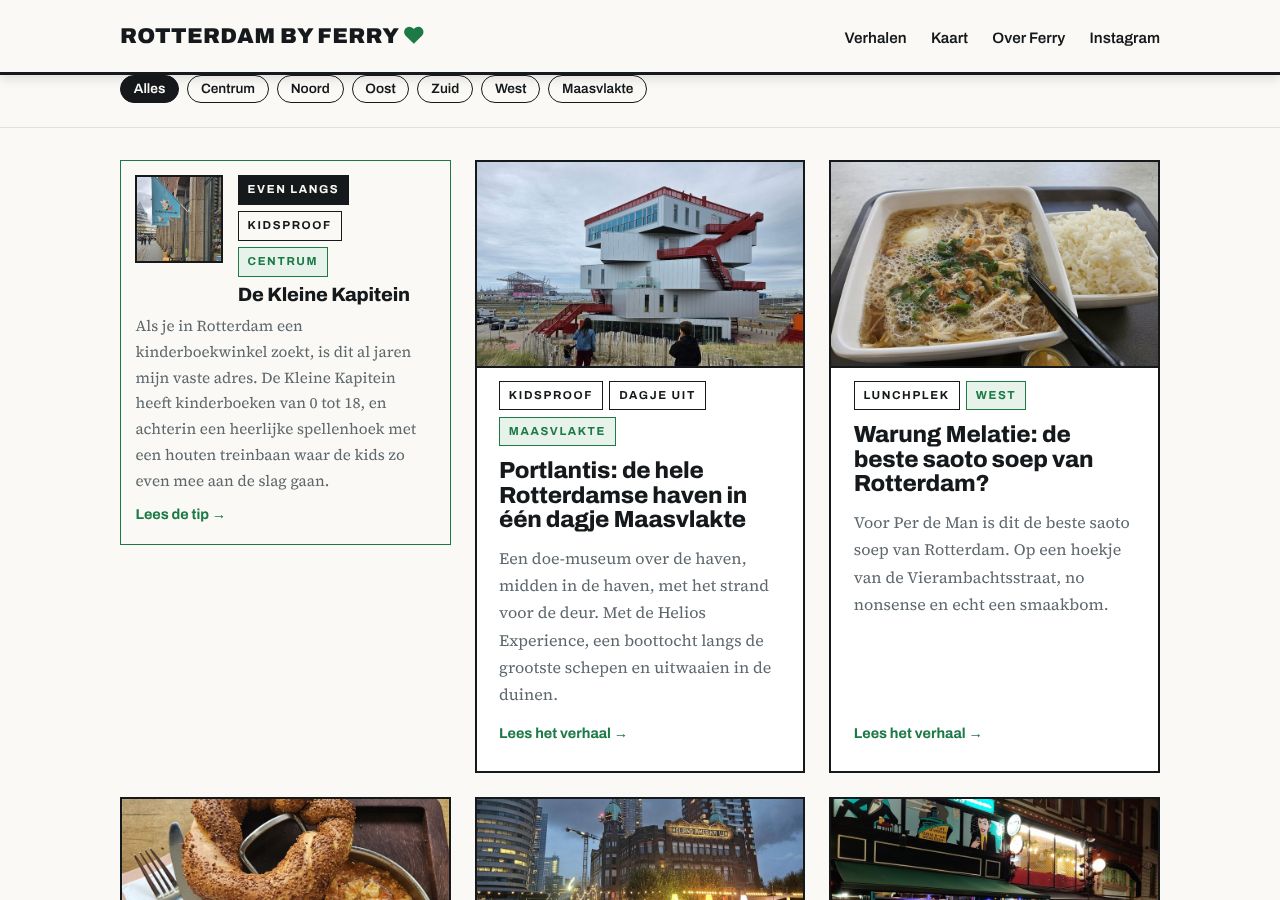 ROTTERDAM BY FERRY
Verhalen Kaart Over Ferry Instagram
Alles Centrum Noord Oost Zuid West Maasvlakte
EVEN LANGS
KIDSPROOF
CENTRUM
De Kleine Kapitein
Als je in Rotterdam een
kinderboekwinkel zoekt, is dit al jaren
mijn vaste adres. De Kleine Kapitein
heeft kinderboeken van 0 tot 18, en
achterin een heerlijke spellenhoek met
een houten treinbaan waar de kids zo
even mee aan de slag gaan.
Lees de tip →
KIDSPROOF DAGJE UIT
MAASVLAKTE
Portlantis: de hele
Rotterdamse haven in
één dagje Maasvlakte
Een doe-museum over de haven,
midden in de haven, met het strand
voor de deur. Met de Helios
Experience, een boottocht langs de
grootste schepen en uitwaaien in de
duinen.
Lees het verhaal →
LUNCHPLEK WEST
Warung Melatie: de
beste saoto soep van
Rotterdam?
Voor Per de Man is dit de beste saoto
soep van Rotterdam. Op een hoekje
van de Vierambachtsstraat, no
nonsense en echt een smaakbom.
Lees het verhaal →